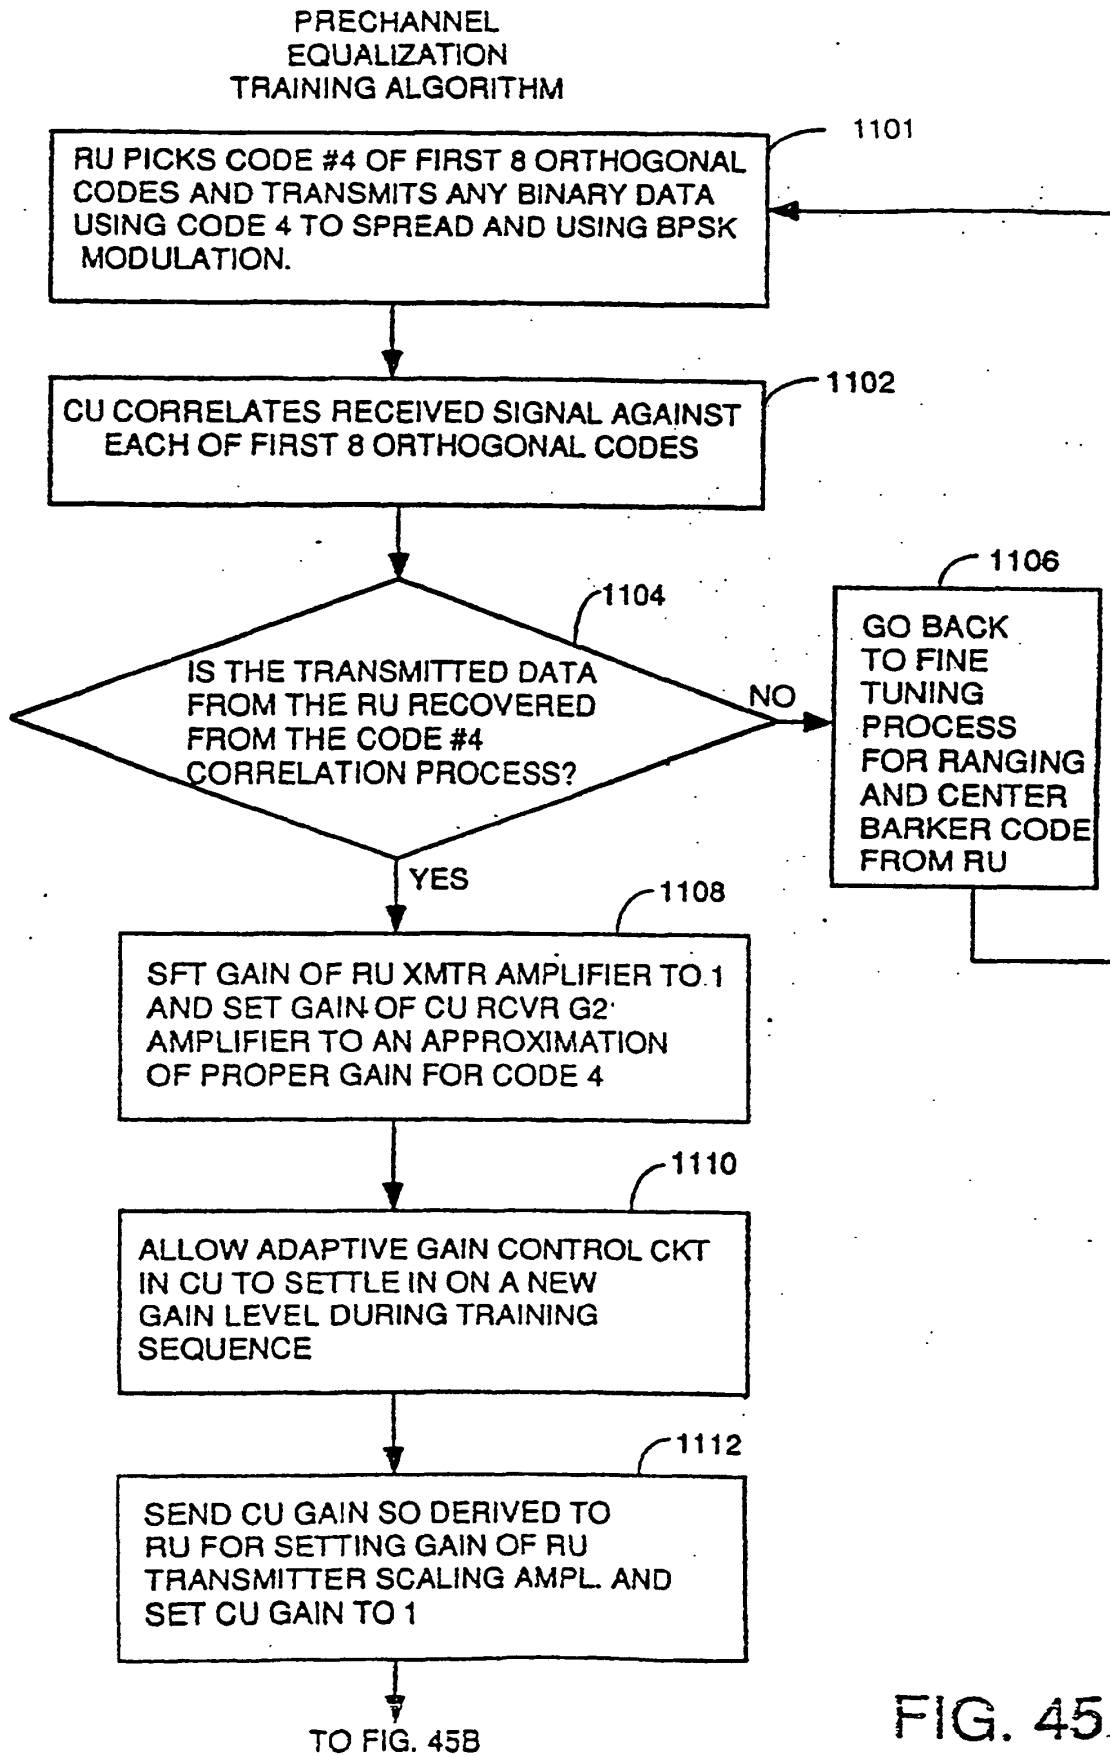 PRECHANNEL
EQUALIZATION
TRAINING ALGORITHM
1101
RU PICKS CODE #4 OF FIRST 8 ORTHOGONAL
CODES AND TRANSMITS ANY BINARY DATA
USING CODE 4 TO SPREAD AND USING BPSK
MODULATION.
1102
CU CORRELATES RECEIVED SIGNAL AGAINST
EACH OF FIRST 8 ORTHOGONAL CODES
1104
IS THE TRANSMITTED DATA
FROM THE RU RECOVERED
FROM THE CODE #4
CORRELATION PROCESS?
NO
1106
GO BACK
TO FINE
TUNING
PROCESS
FOR RANGING
AND CENTER
BARKER CODE
FROM RU
YES
1108
SFT GAIN OF RU XMTR AMPLIFIER TO 1
AND SET GAIN OF CU RCVR G2
AMPLIFIER TO AN APPROXIMATION
OF PROPER GAIN FOR CODE 4
1110
ALLOW ADAPTIVE GAIN CONTROL CKT
IN CU TO SETTLE IN ON A NEW
GAIN LEVEL DURING TRAINING
SEQUENCE
1112
SEND CU GAIN SO DERIVED TO
RU FOR SETTING GAIN OF RU
TRANSMITTER SCALING AMPL. AND
SET CU GAIN TO 1
TO FIG. 45B
FIG. 45